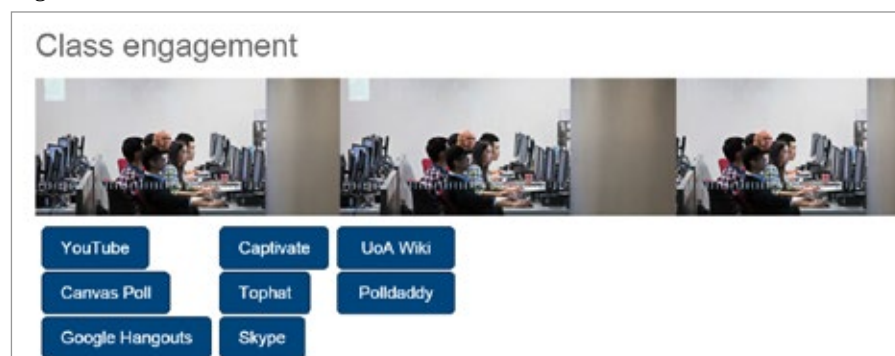 Class engagement
YouTube Captivate UoA Wiki
Canvas Poll Tophat Polldaddy
Google Hangouts Skype